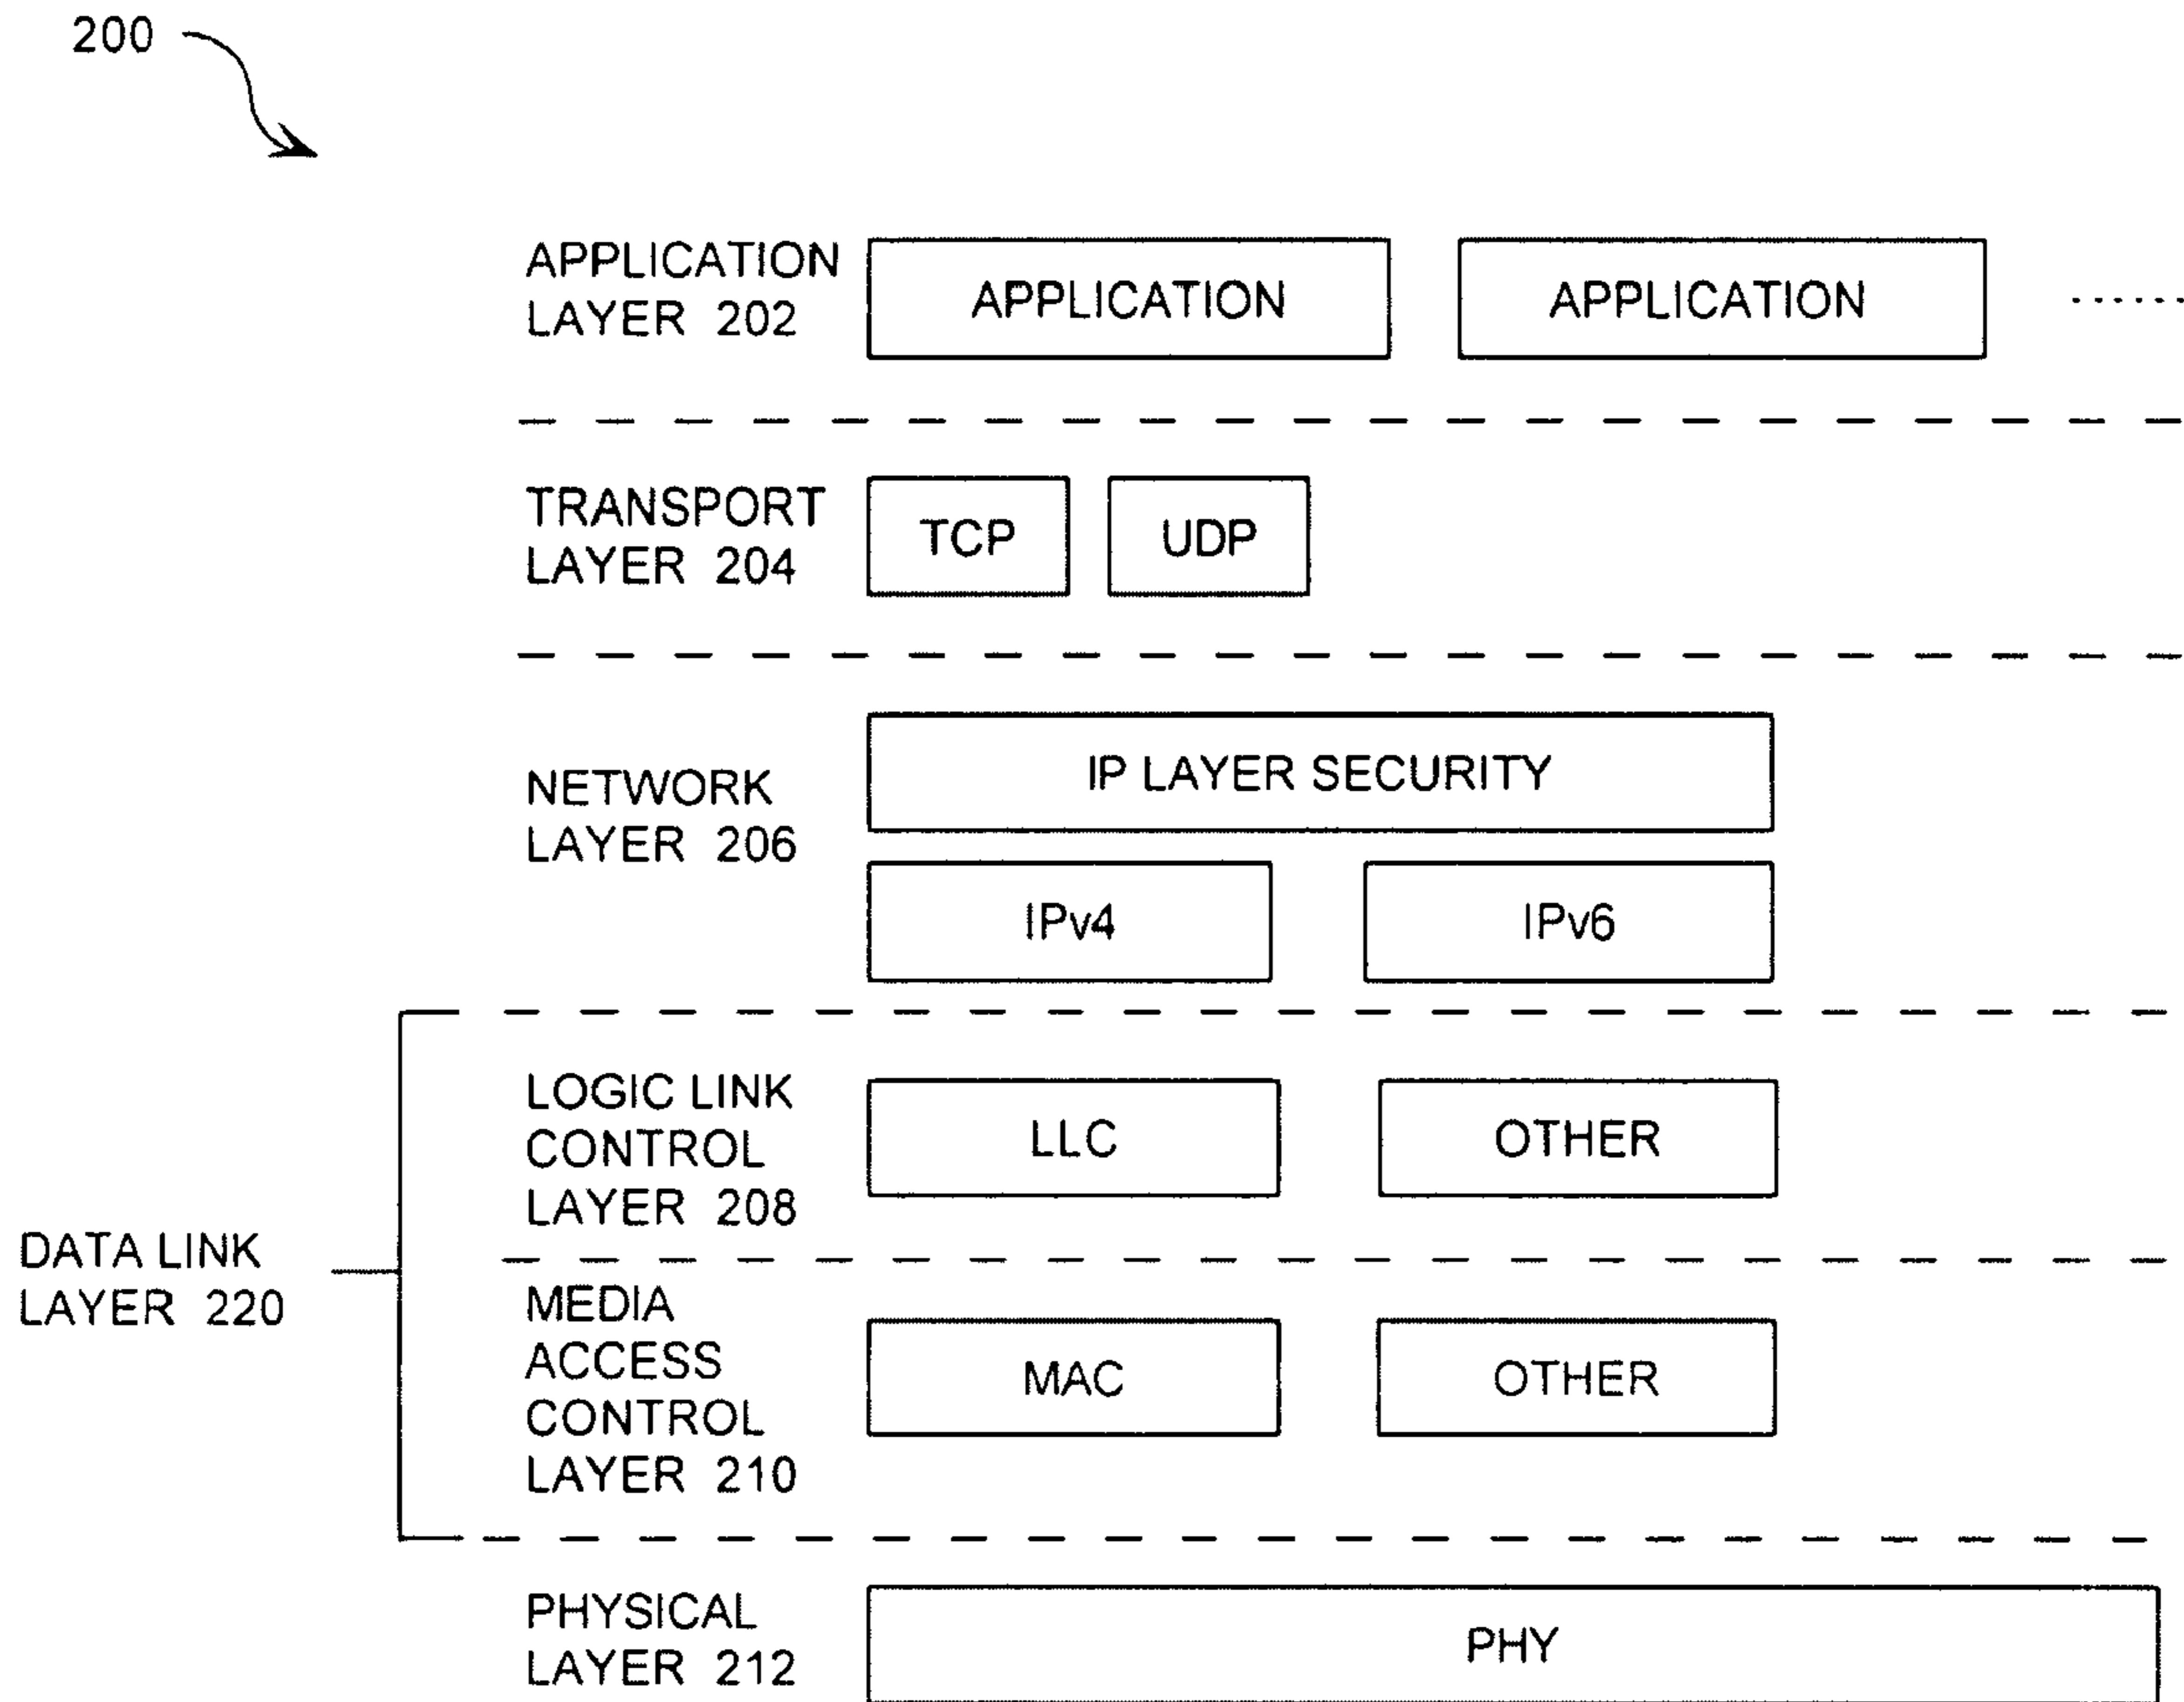 200
APPLICATION
LAYER 202
APPLICATION
APPLICATION
TRANSPORT
LAYER 204
TCP
UDP
NETWORK
LAYER 206
IP LAYER SECURITY
IPv4
IPv6
DATA LINK
LAYER 220
LOGIC LINK
CONTROL
LAYER 208
LLC
OTHER
MEDIA
ACCESS
CONTROL
LAYER 210
MAC
OTHER
PHYSICAL
LAYER 212
PHY